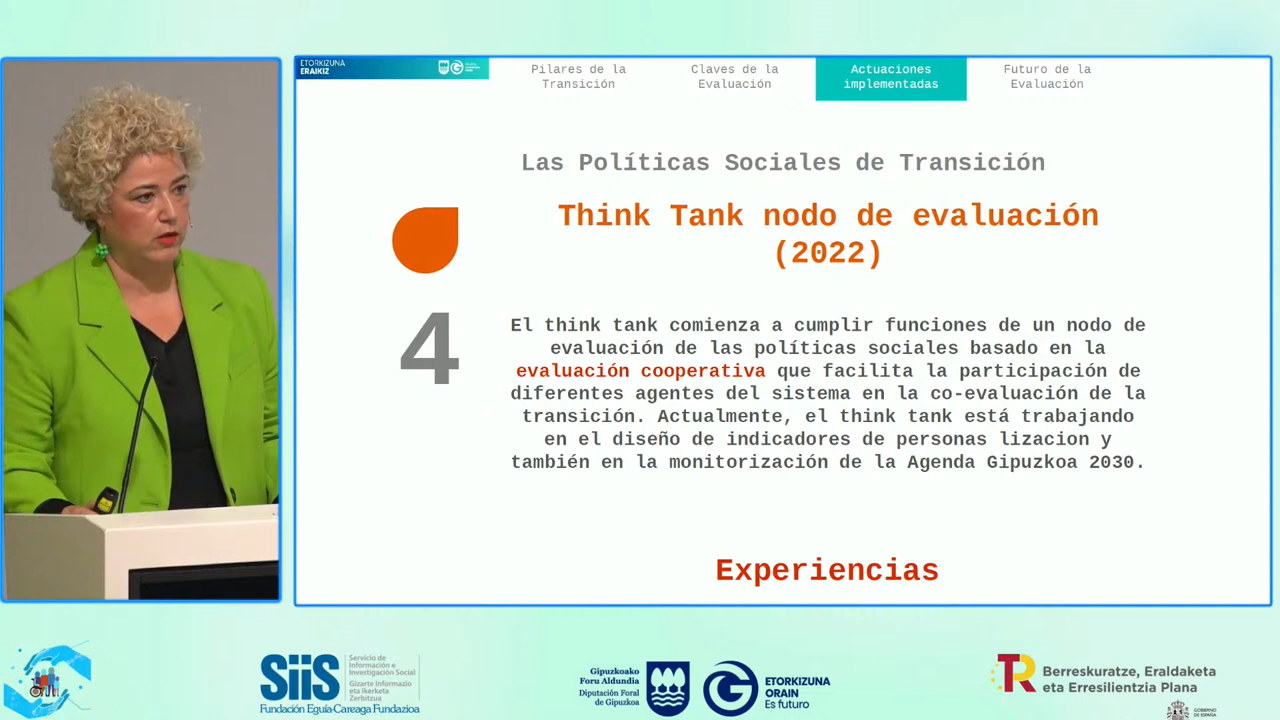 ETORKIZUNA
ERAIKIZ
Pilares de la
Transición
Claves de la
Evaluación
Actuaciones
implementadas
Futuro de la
Evaluación
Las Políticas Sociales de Transición
Think Tank nodo de evaluación
(2022)
4
El think tank comienza a cumplir funciones de un nodo de
evaluación de las políticas sociales basado en la
evaluación cooperativa que facilita la participación de
diferentes agentes del sistema en la co-evaluación de la
transición. Actualmente, el think tank está trabajando
en el diseño de indicadores de personas lizacion y
también en la monitorización de la Agenda Gipuzkoa 2030.
Experiencias
SiiS
Servicio de
Información e
Investigación Social
Gizarte Informazio
eta Ikerketa
Zerbitzua
Fundación Eguía-Careaga Fundazioa
Gipuzkoako
Foru Aldundia
Diputación Foral
de Gipuzkoa
ETORKIZUNA
ORAIN
Es futuro
Berreskuratze, Eraldaketa
eta Erresilientzia Plana
GOBIERNO
DE ESPAÑA